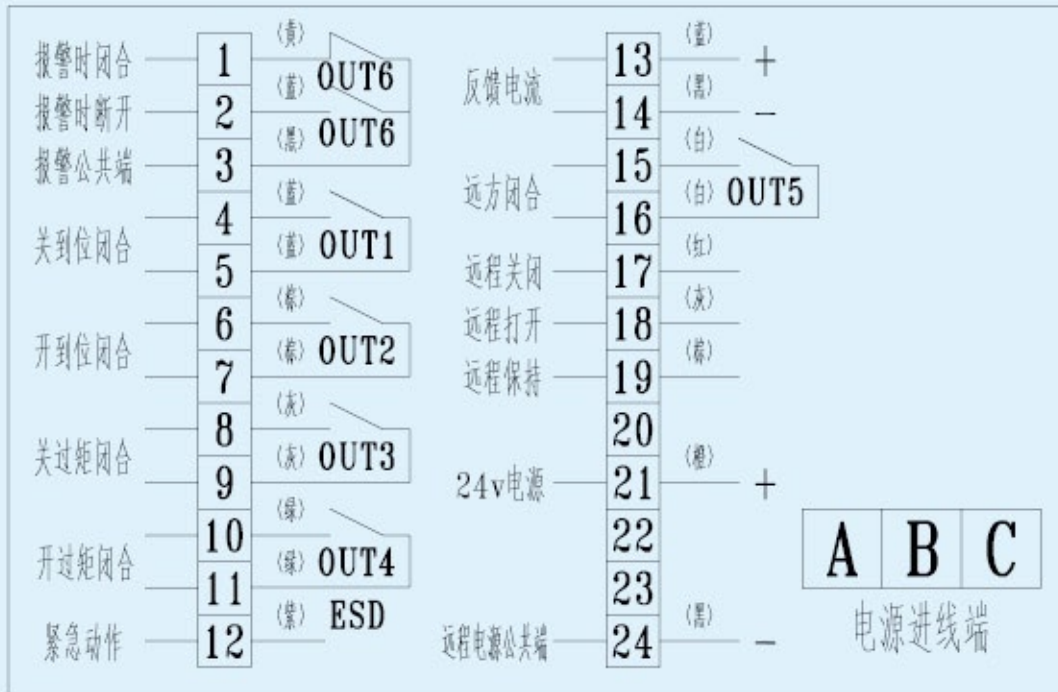 报警时闭合 1 (黄) OUT6
报警时断开 2 (蓝) OUT6
报警公共端 3 (黑)
关到位闭合 4 (蓝) OUT1
5 (蓝)
开到位闭合 6 (棕) OUT2
7 (棕)
关过矩闭合 8 (灰) OUT3
9 (灰)
开过矩闭合 10 (绿) OUT4
11 (绿)
紧急动作 12 (紫) ESD
反馈电流 13 (蓝) +
14 (黑) −
远方闭合 15 (白) OUT5
16 (白)
远程关闭 17 (红)
远程打开 18 (灰)
远程保持 19 (棕)
20
24v电源 21 (橙) +
22
23
远程电源公共端 24 (黑) −
A B C
电源进线端